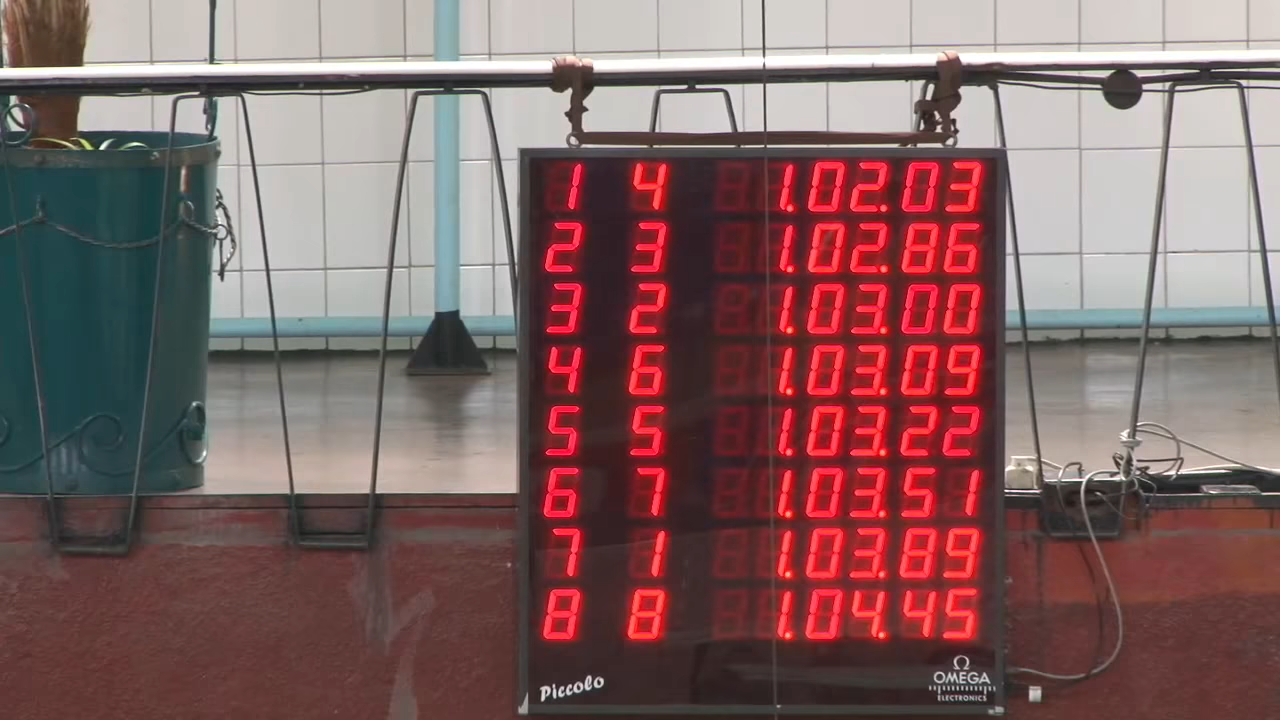 1 4 1.02.03
2 3 1.02.86
3 2 1.03.00
4 6 1.03.09
5 5 1.03.22
6 7 1.03.51
7 1 1.03.89
8 8 1.04.45
Piccolo
Ω
OMEGA
ELECTRONICS